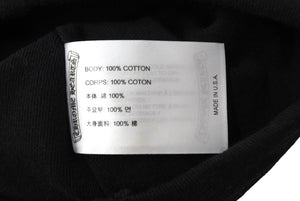 BODY: 100% COTTON
CORPS: 100% COTON
本体 綿 100%
주요부: 100% 면
大身面料: 100% 棉
MADE IN U.S.A.